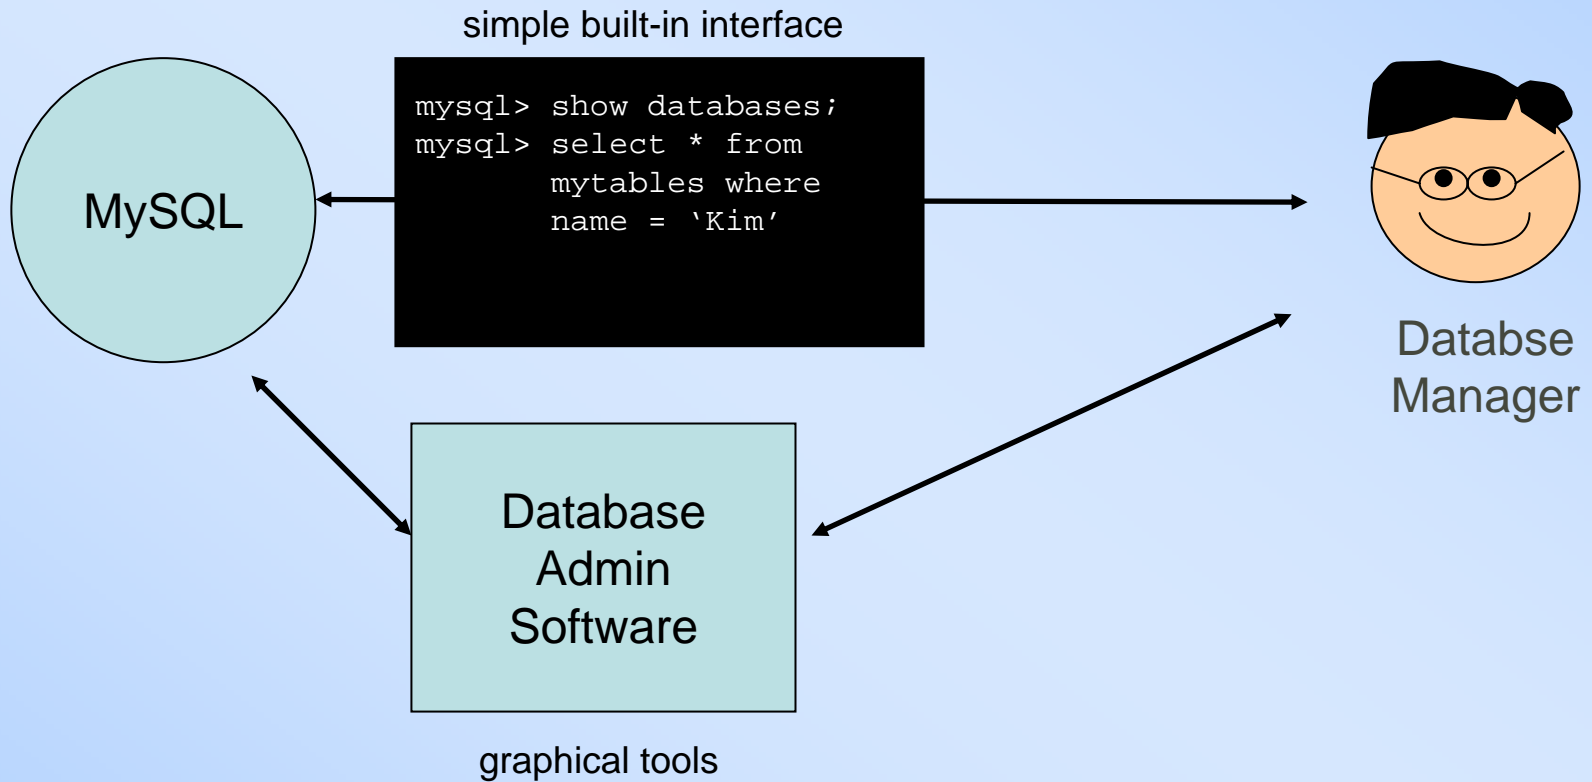 simple built-in interface
mysql> show databases;
mysql> select * from
mytables where
name = ‘Kim’
MySQL
Databse
Manager
Database
Admin
Software
graphical tools